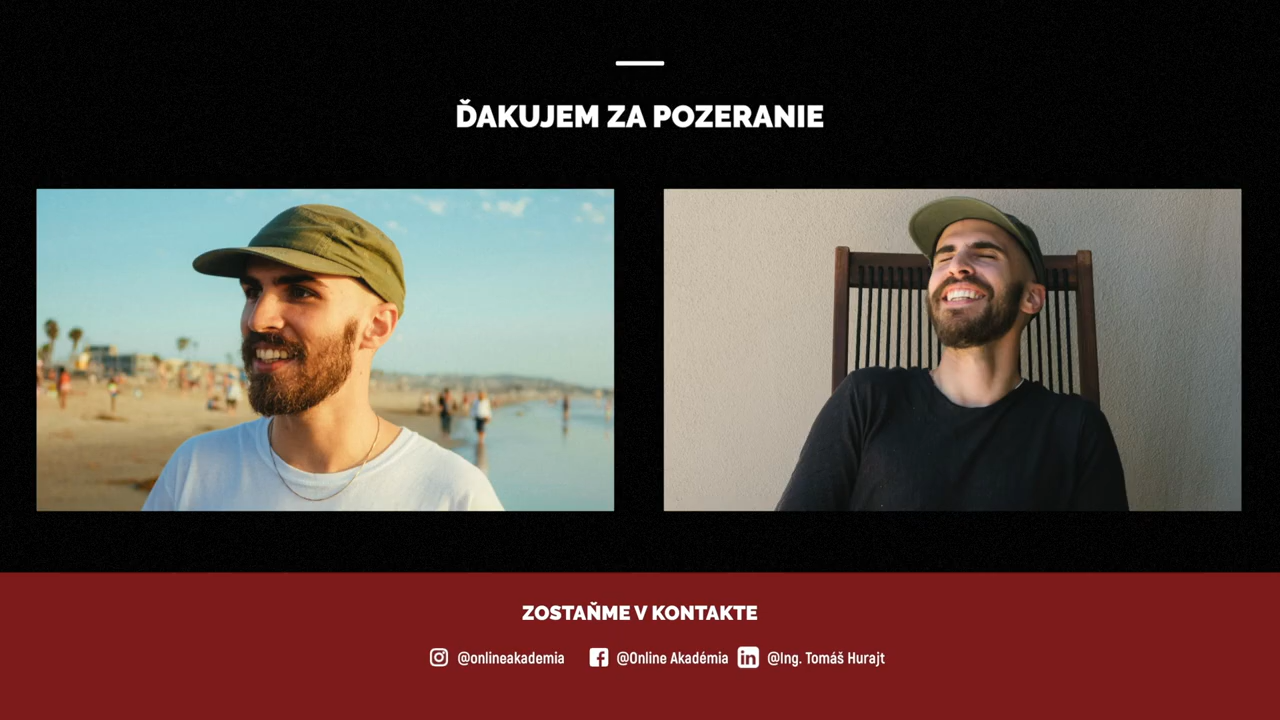 ĎAKUJEM ZA POZERANIE
ZOSTAŇME V KONTAKTE
@onlineakademia @Online Akadémia @Ing. Tomáš Hurajt